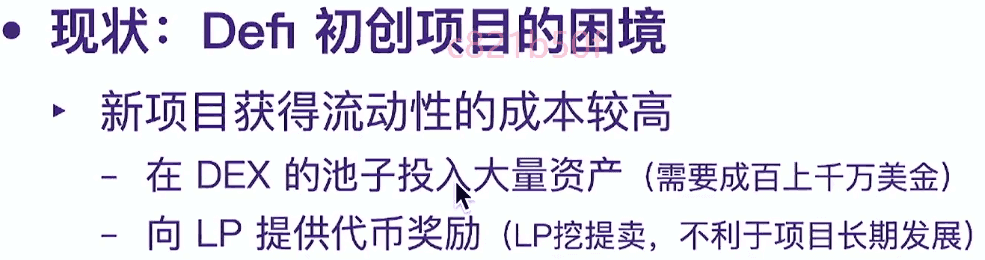 • 现状：Defi 初创项目的困境
▸ 新项目获得流动性的成本较高
– 在 DEX 的池子投入大量资产（需要成百上千万美金）
– 向 LP 提供代币奖励（LP挖提卖，不利于项目长期发展）